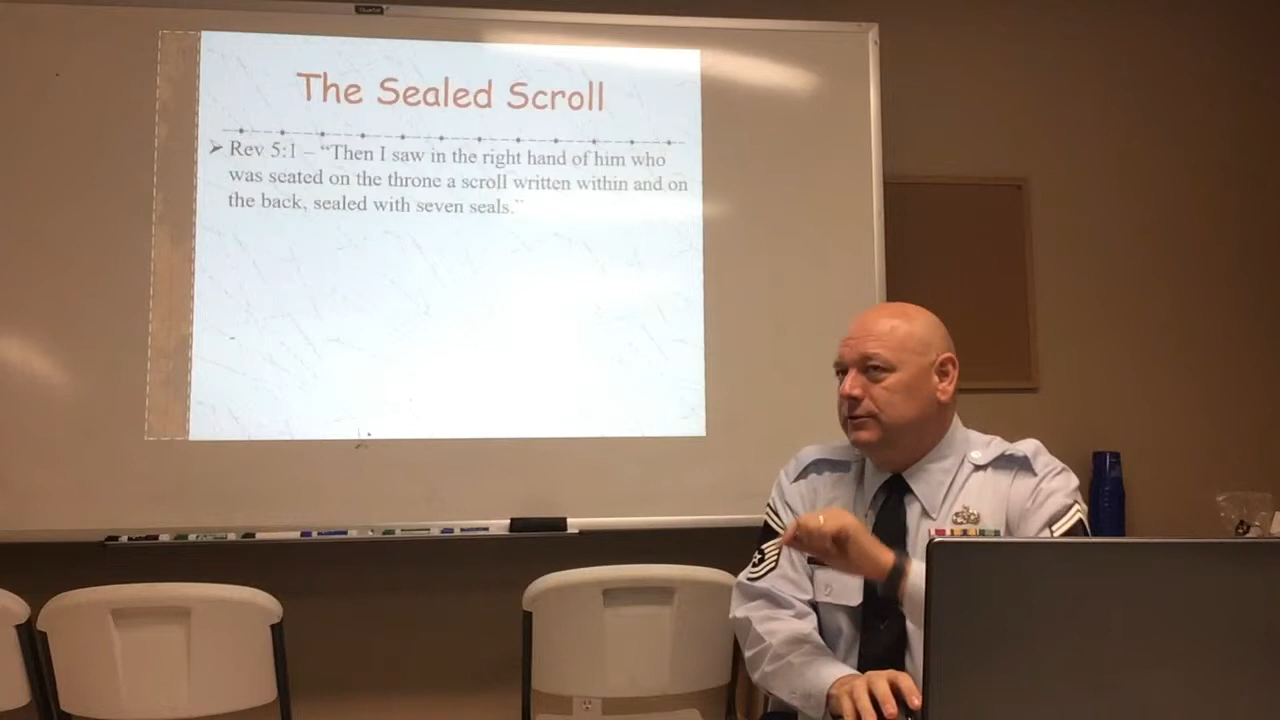 The Sealed Scroll
➢ Rev 5:1 – “Then I saw in the right hand of him who
was seated on the throne a scroll written within and on
the back, sealed with seven seals.”